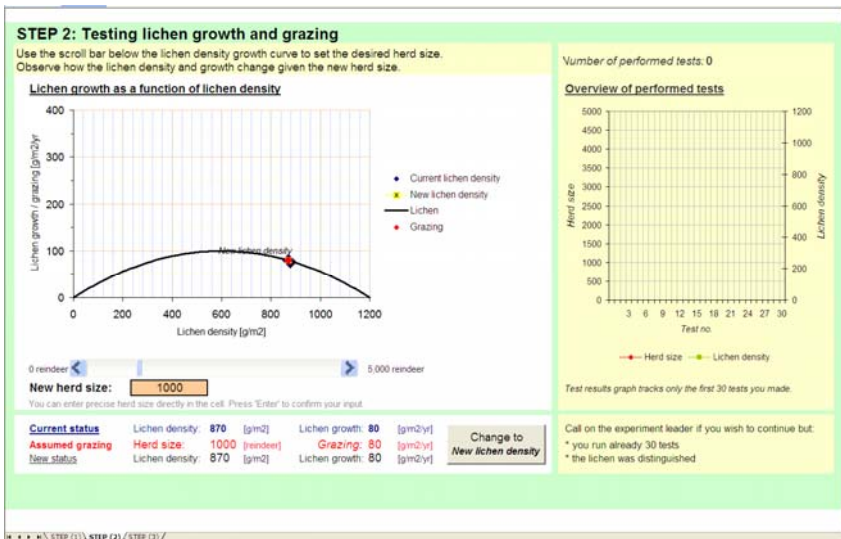 STEP 2: Testing lichen growth and grazing
Use the scroll bar below the lichen density growth curve to set the desired herd size.
Observe how the lichen density and growth change given the new herd size.
Lichen growth as a function of lichen density
400
300
200
100
0
Lichen growth / grazing [g/m2/yr]
New lichen density
0 200 400 600 800 1000 1200
Lichen density [g/m2]
Current lichen density
New lichen density
Lichen
Grazing
0 reindeer
5,000 reindeer
New herd size: 1000
You can enter precise herd size directly in the cell. Press 'Enter' to confirm your input
Current status Lichen density: 870 [g/m2] Lichen growth: 80 [g/m2/yr]
Assumed grazing Herd size: 1000 [reindeer] Grazing: 80 [g/m2/yr]
New status Lichen density: 870 [g/m2] Lichen growth: 80 [g/m2/yr]
Change to
New lichen density
Number of performed tests: 0
Overview of performed tests
5000
4500
4000
3500
3000
2500
2000
1500
1000
500
0
Herd size
1200
1000
800
600
400
200
0
Lichen density
3 6 9 12 15 18 21 24 27 30
Test no.
Herd size Lichen density
Test results graph tracks only the first 30 tests you made.
Call on the experiment leader if you wish to continue but:
* you run already 30 tests
* the lichen was distinguished
STEP (1) STEP (2) STEP (3)